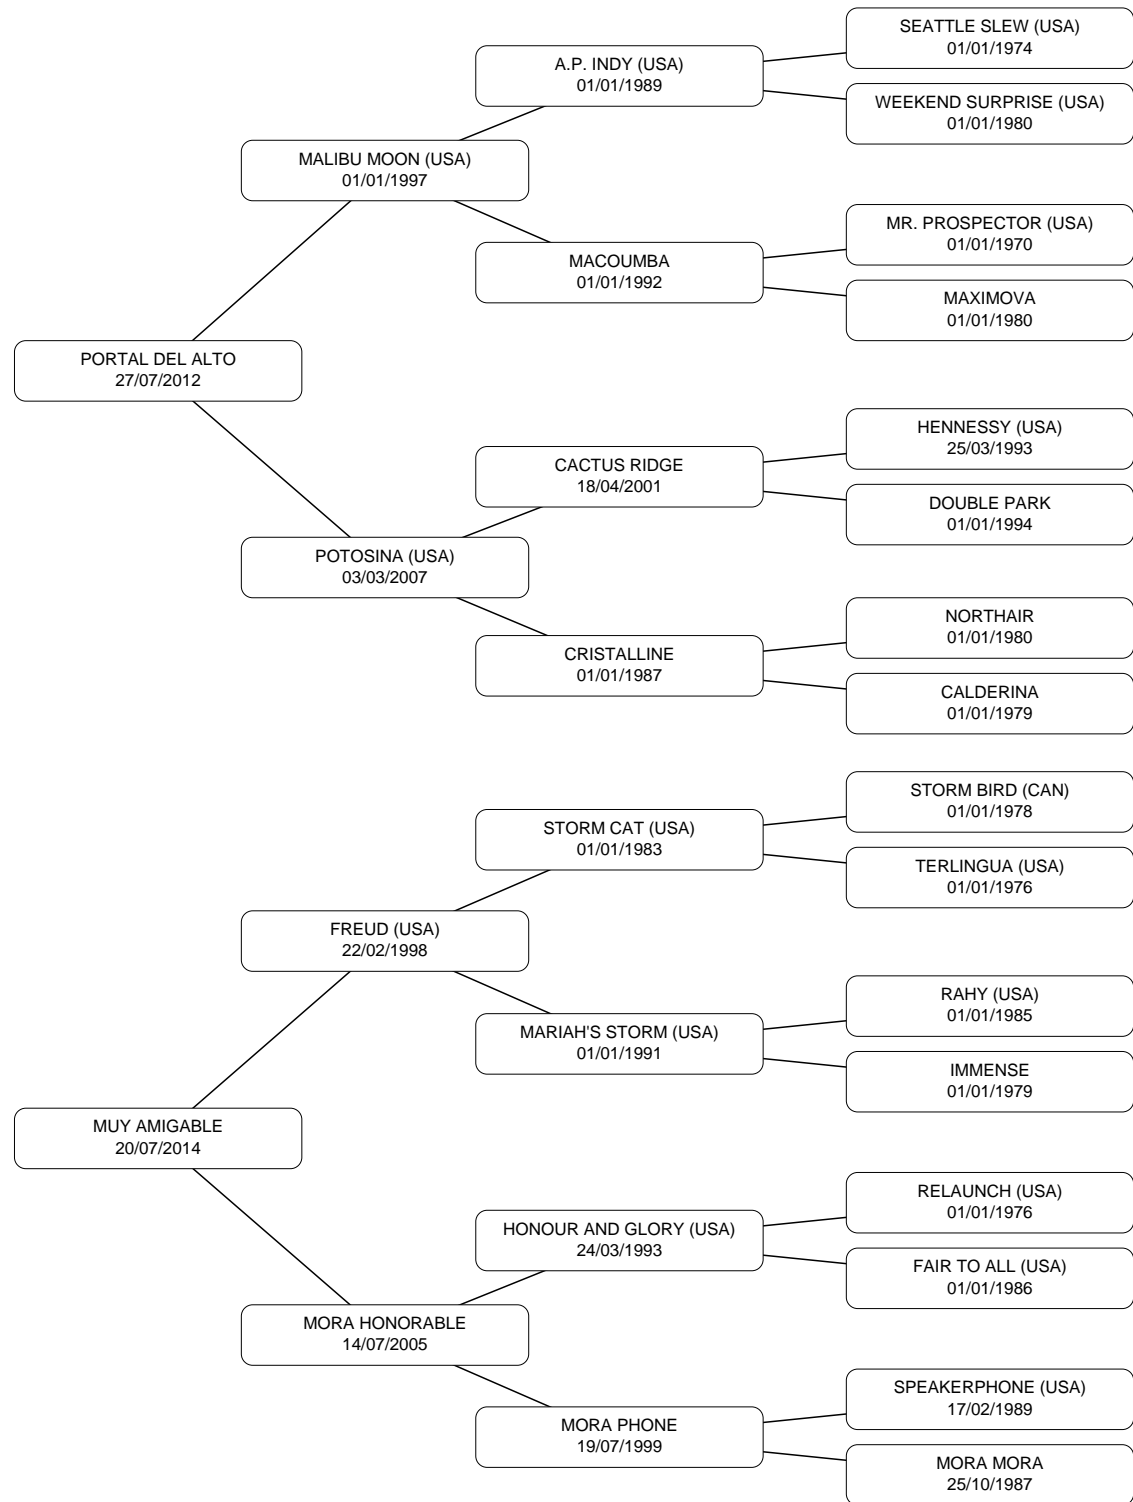 SEATTLE SLEW (USA)
01/01/1974
A.P. INDY (USA)
01/01/1989
WEEKEND SURPRISE (USA)
01/01/1980
MALIBU MOON (USA)
01/01/1997
MR. PROSPECTOR (USA)
01/01/1970
MACOUMBA
01/01/1992
MAXIMOVA
01/01/1980
PORTAL DEL ALTO
27/07/2012
HENNESSY (USA)
25/03/1993
CACTUS RIDGE
18/04/2001
DOUBLE PARK
01/01/1994
POTOSINA (USA)
03/03/2007
NORTHAIR
01/01/1980
CRISTALLINE
01/01/1987
CALDERINA
01/01/1979
STORM BIRD (CAN)
01/01/1978
STORM CAT (USA)
01/01/1983
TERLINGUA (USA)
01/01/1976
FREUD (USA)
22/02/1998
RAHY (USA)
01/01/1985
MARIAH'S STORM (USA)
01/01/1991
IMMENSE
01/01/1979
MUY AMIGABLE
20/07/2014
RELAUNCH (USA)
01/01/1976
HONOUR AND GLORY (USA)
24/03/1993
FAIR TO ALL (USA)
01/01/1986
MORA HONORABLE
14/07/2005
SPEAKERPHONE (USA)
17/02/1989
MORA PHONE
19/07/1999
MORA MORA
25/10/1987